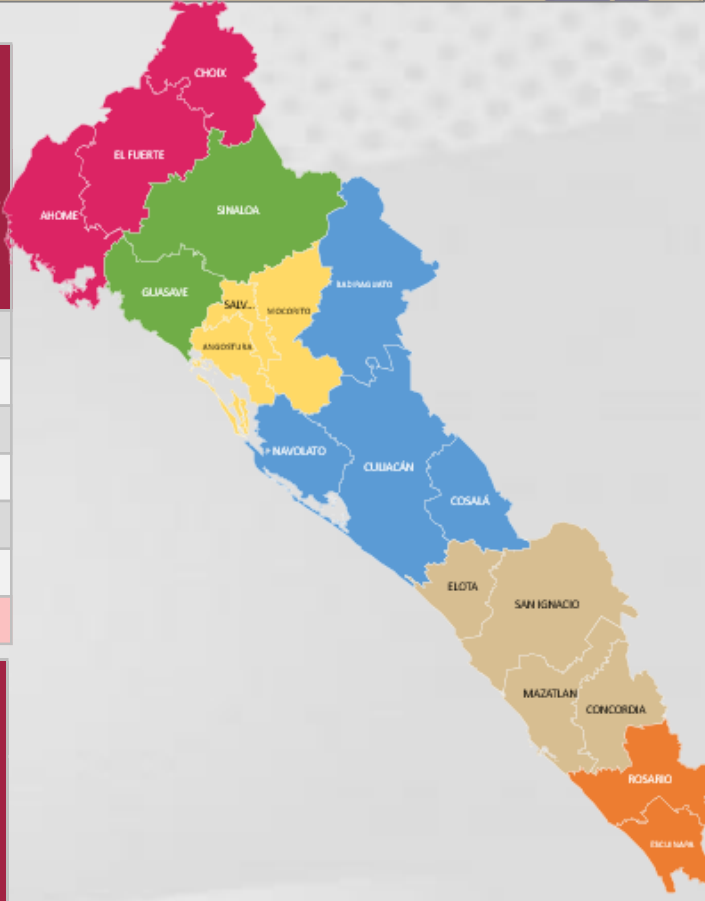 CHOIX
EL FUERTE
AHOME
SINALOA
GUASAVE
BADIRAGUATO
SALV...
MOCORITO
ANGOSTURA
NAVOLATO
CULIACÁN
COSALÁ
ELOTA
SAN IGNACIO
MAZATLAN
CONCORDIA
ROSARIO
ESCUINAPA